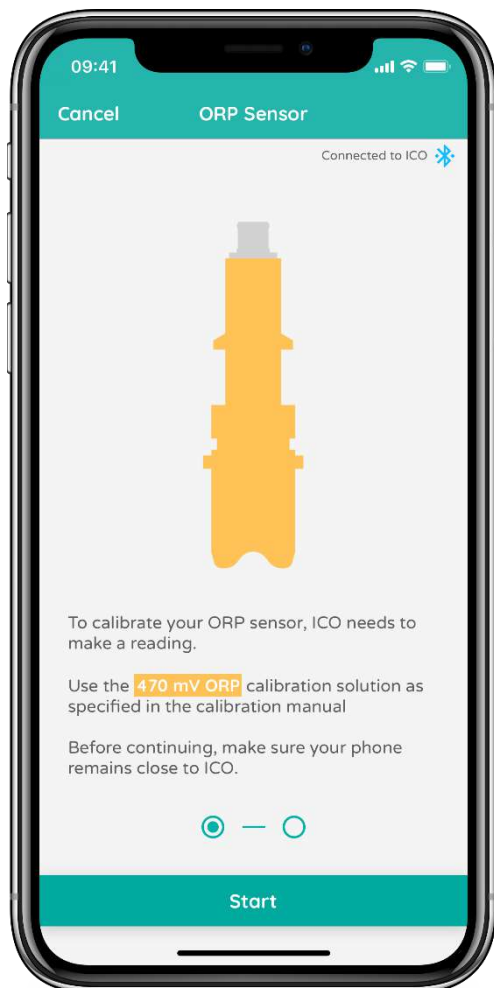 09:41
Cancel ORP Sensor
Connected to ICO
To calibrate your ORP sensor, ICO needs to
make a reading.
Use the 470 mV ORP calibration solution as
specified in the calibration manual
Before continuing, make sure your phone
remains close to ICO.
Start